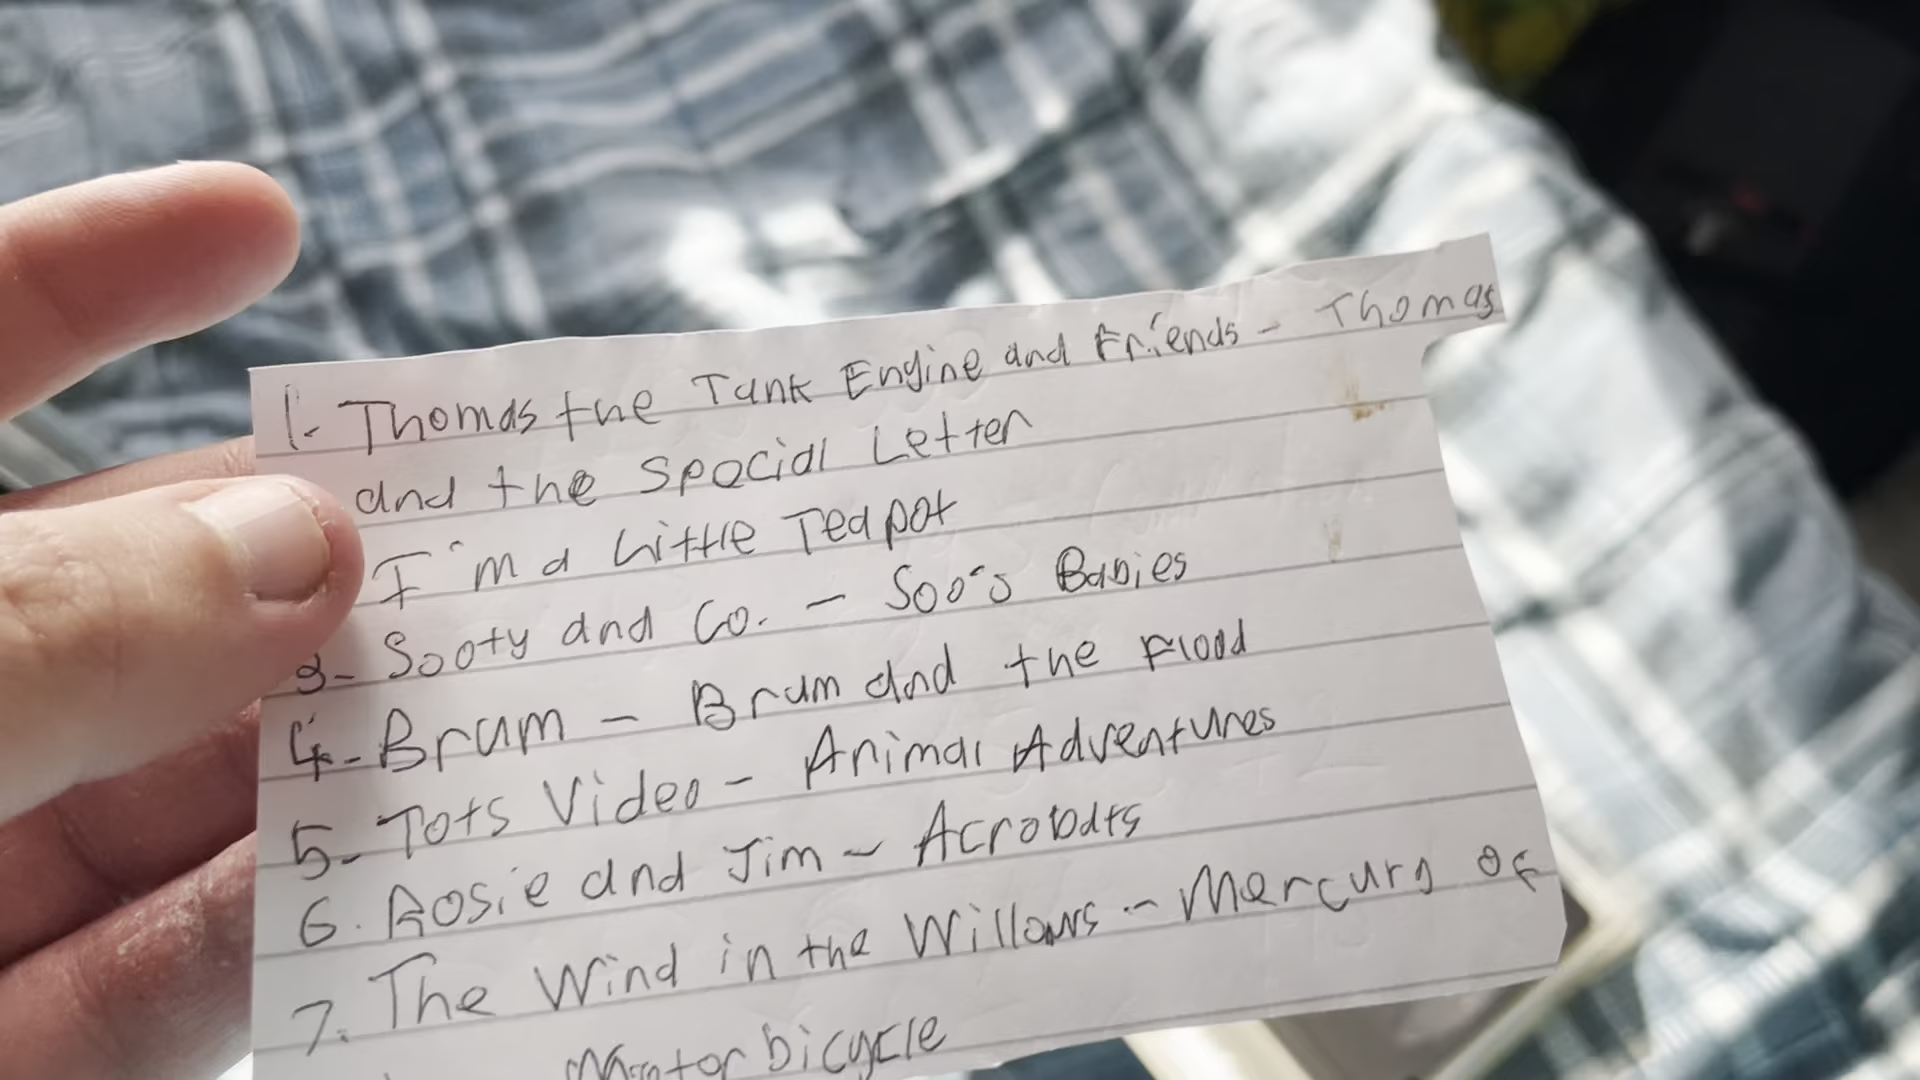 1. Thomas the Tank Engine and Friends - Thomas
and the Special Letter
I'm a Little Teapot
3- Sooty and Co. - Soo's Babies
4.- Brum - Brum and the Flood
5- Tots Video - Animal Adventures
6. Rosie and Jim - Acrobats
7. The Wind in the Willows - Mercury of
Motorbicycle